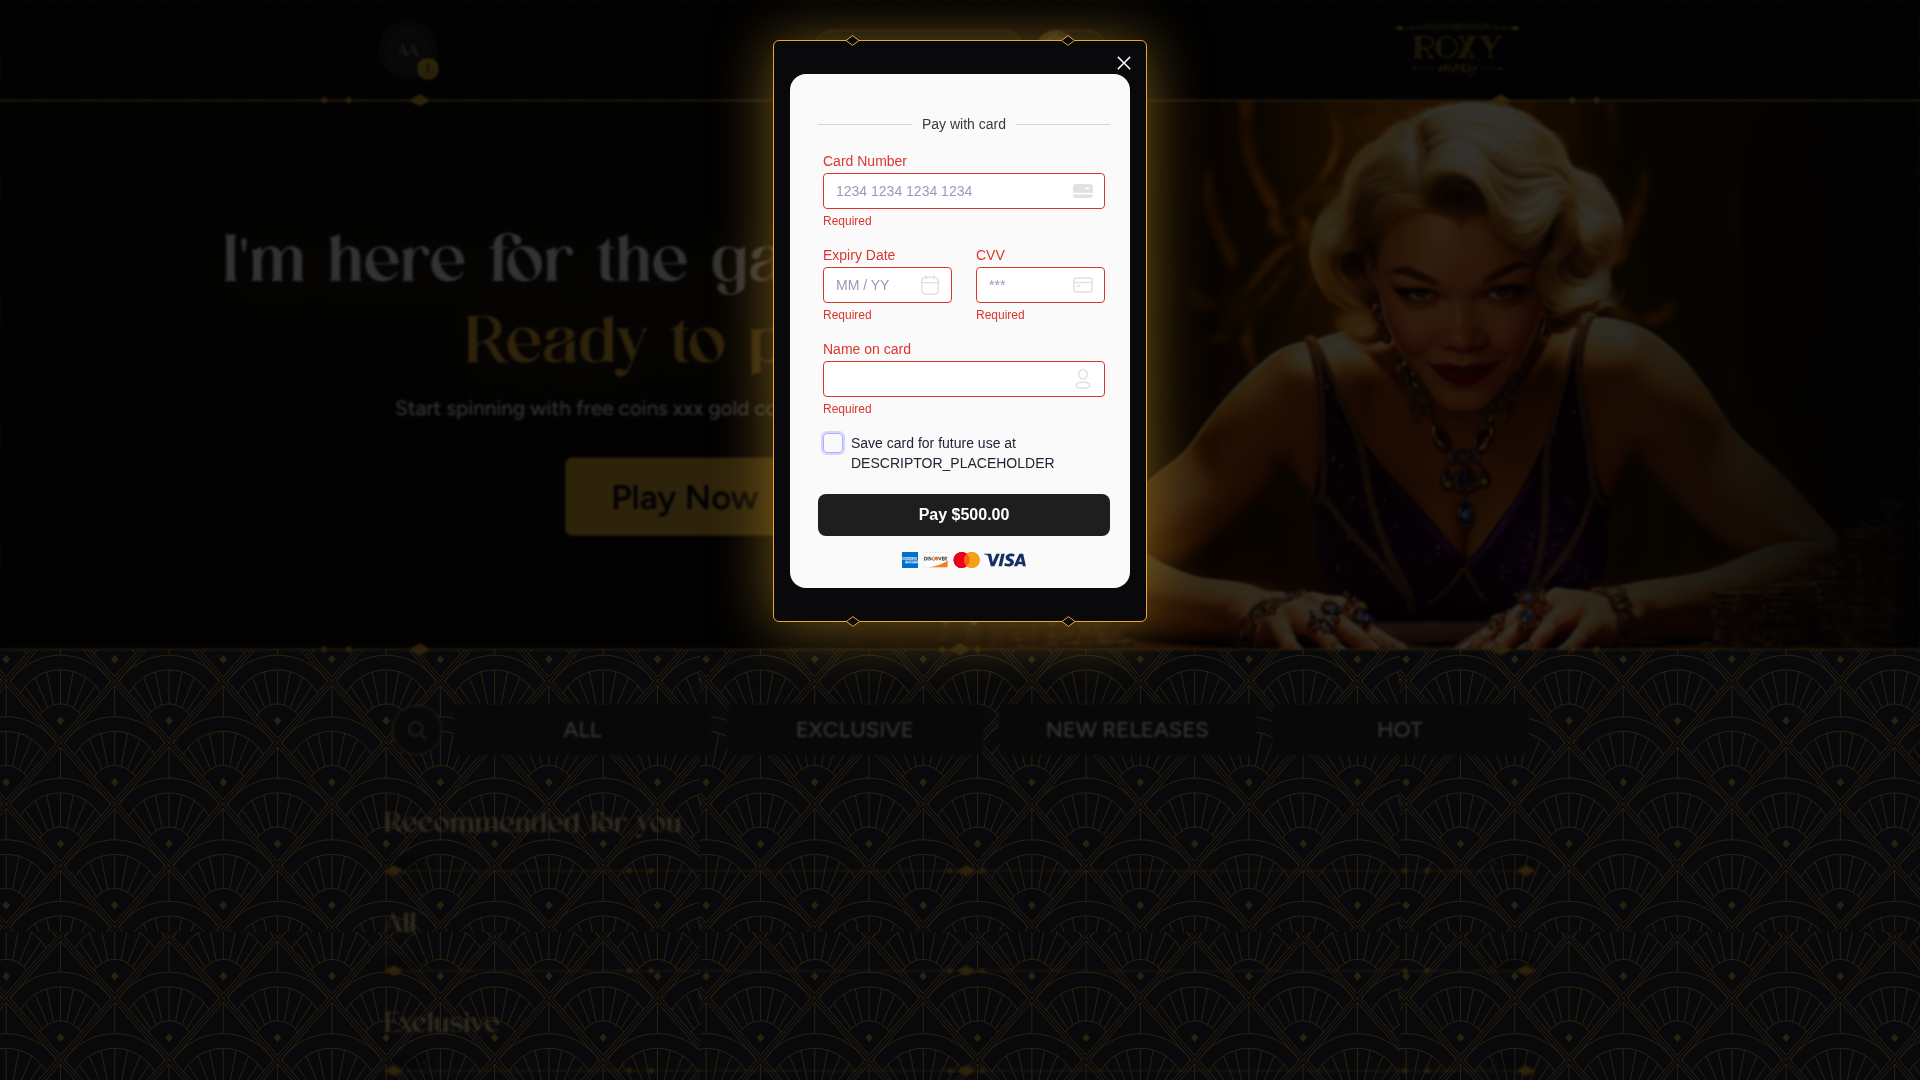 AA
ROXY
moxy
Pay with card
Card Number
1234 1234 1234 1234
Required
Expiry Date
CVV
MM / YY
***
Required
Required
Name on card
Required
Save card for future use at
DESCRIPTOR_PLACEHOLDER
Pay $500.00
DISCOVER
VISA
I'm here for the ga
Ready to p
Start spinning with free coins xxx gold co
Play Now
ALL
EXCLUSIVE
NEW RELEASES
HOT
Recommended for you
All
Exclusive